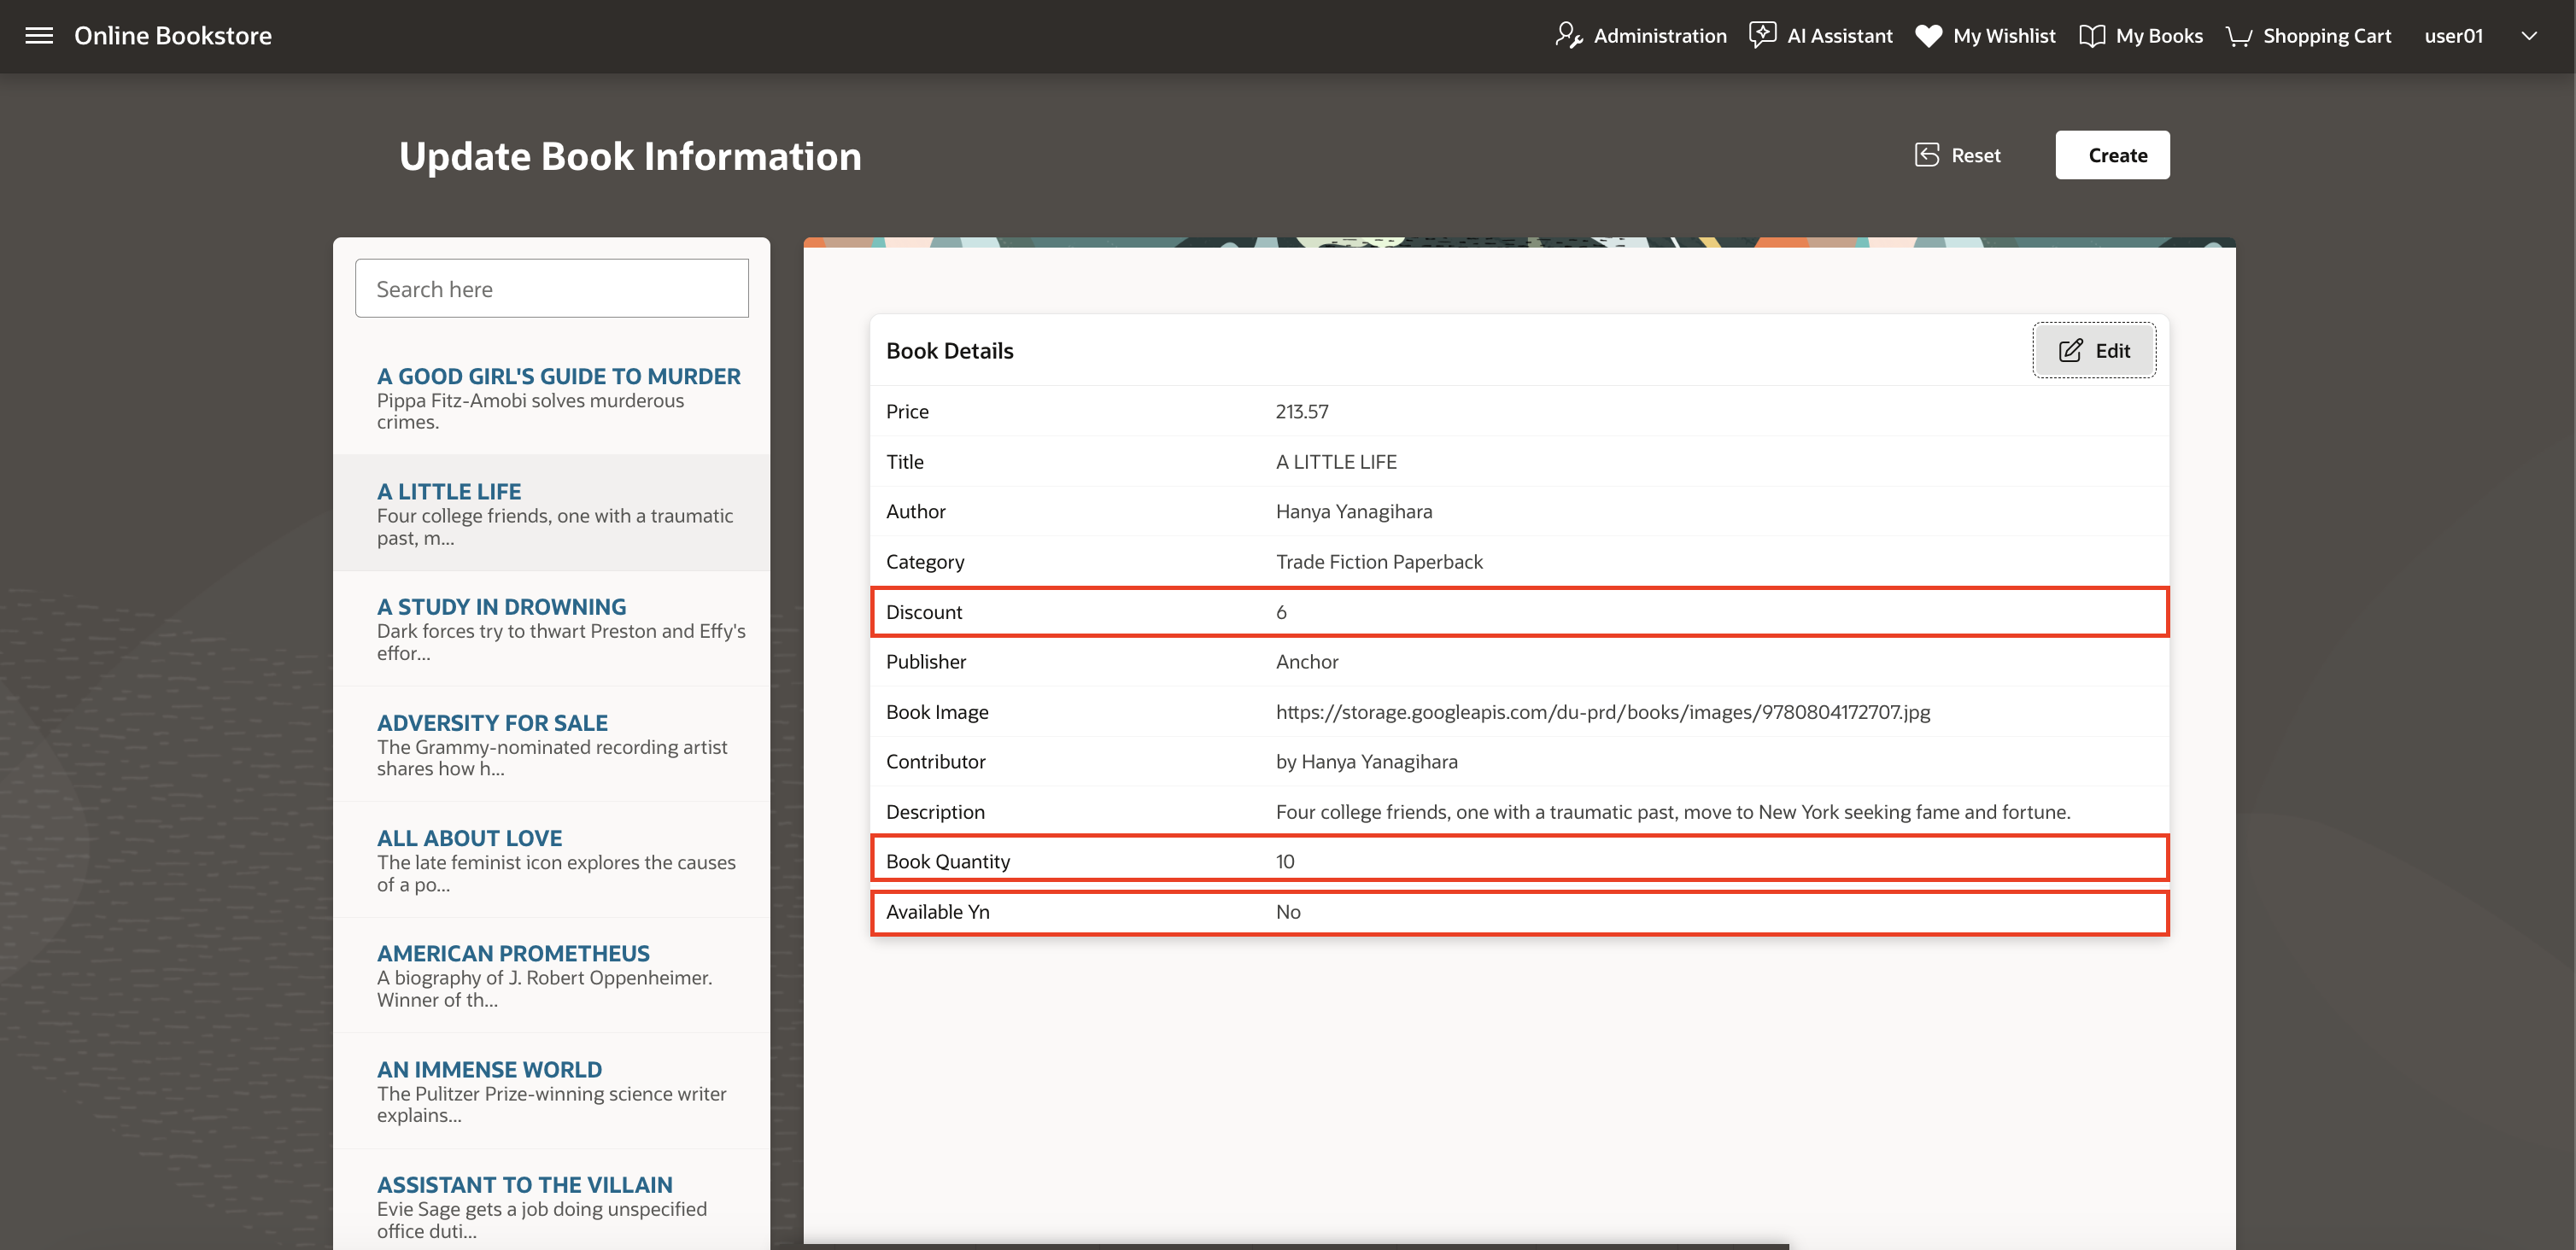 Online Bookstore
Administration
AI Assistant
My Wishlist
My Books
Shopping Cart
user01
Update Book Information
Reset
Create
Search here
A GOOD GIRL'S GUIDE TO MURDER
Pippa Fitz-Amobi solves murderous
crimes.
A LITTLE LIFE
Four college friends, one with a traumatic
past, m...
A STUDY IN DROWNING
Dark forces try to thwart Preston and Effy's
effor...
ADVERSITY FOR SALE
The Grammy-nominated recording artist
shares how h...
ALL ABOUT LOVE
The late feminist icon explores the causes
of a po...
AMERICAN PROMETHEUS
A biography of J. Robert Oppenheimer.
Winner of th...
AN IMMENSE WORLD
The Pulitzer Prize-winning science writer
explains...
ASSISTANT TO THE VILLAIN
Evie Sage gets a job doing unspecified
office duti...
Book Details
Edit
Price 213.57
Title A LITTLE LIFE
Author Hanya Yanagihara
Category Trade Fiction Paperback
Discount 6
Publisher Anchor
Book Image https://storage.googleapis.com/du-prd/books/images/9780804172707.jpg
Contributor by Hanya Yanagihara
Description Four college friends, one with a traumatic past, move to New York seeking fame and fortune.
Book Quantity 10
Available Yn No